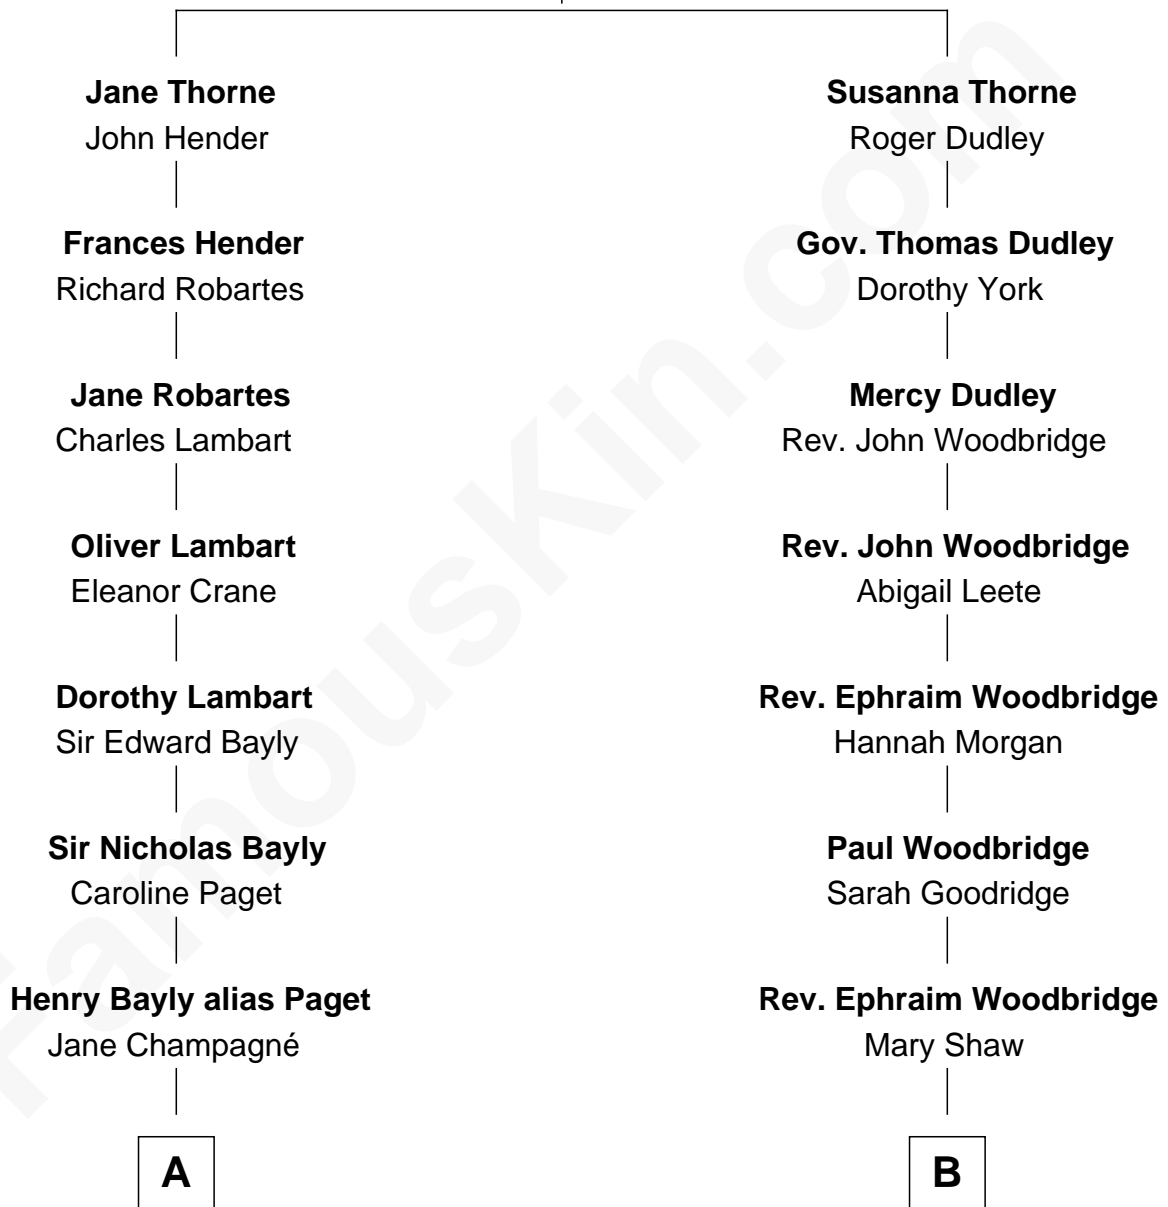 Jane Thorne
John Hender
Susanna Thorne
Roger Dudley
Frances Hender
Richard Robartes
Gov. Thomas Dudley
Dorothy York
Jane Robartes
Charles Lambart
Mercy Dudley
Rev. John Woodbridge
Oliver Lambart
Eleanor Crane
Rev. John Woodbridge
Abigail Leete
Dorothy Lambart
Sir Edward Bayly
Rev. Ephraim Woodbridge
Hannah Morgan
Sir Nicholas Bayly
Caroline Paget
Paul Woodbridge
Sarah Goodridge
Henry Bayly alias Paget
Jane Champagné
Rev. Ephraim Woodbridge
Mary Shaw
A
B
FamousKin.com